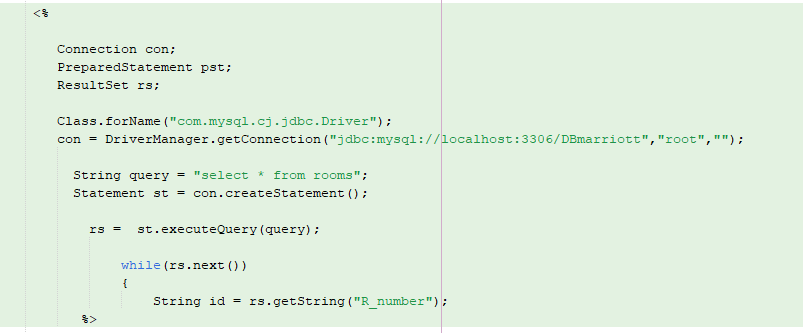 <%
Connection con;
PreparedStatement pst;
ResultSet rs;
Class.forName("com.mysql.cj.jdbc.Driver");
con = DriverManager.getConnection("jdbc:mysql://localhost:3306/DBmarriott","root","");
String query = "select * from rooms";
Statement st = con.createStatement();
rs =  st.executeQuery(query);
while(rs.next())
{
String id = rs.getString("R_number");
%>